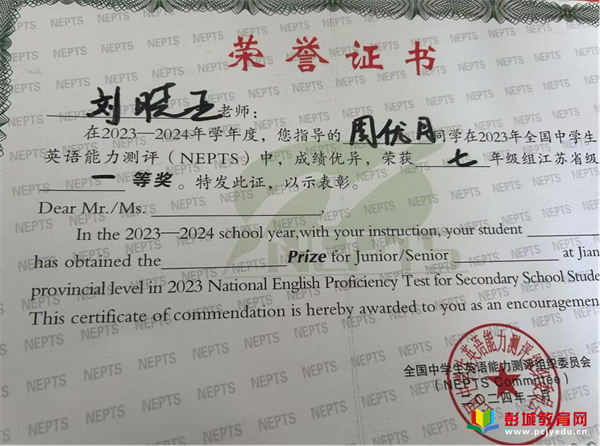 荣誉证书
刘晓王老师:
在2023—2024年学年度，您指导的周优月同学在2023年全国中学生
英语能力测评（NEPTS）中，成绩优异，荣获 七 年级组江苏省级
一 等奖。特发此证，以示表彰。
Dear Mr./Ms.
In the 2023—2024 school year,with your instruction, your student
has obtained the Prize for Junior/Senior at Jian
provincial level in 2023 National English Proficiency Test for Secondary School Stude
This certificate of commendation is hereby awarded to you as an encouragemen
全国中学生英语能力测评组织委员会
(NEPTS Committee)
二四年
NEPTS
彭城教育网
www.pcjyedu.cn